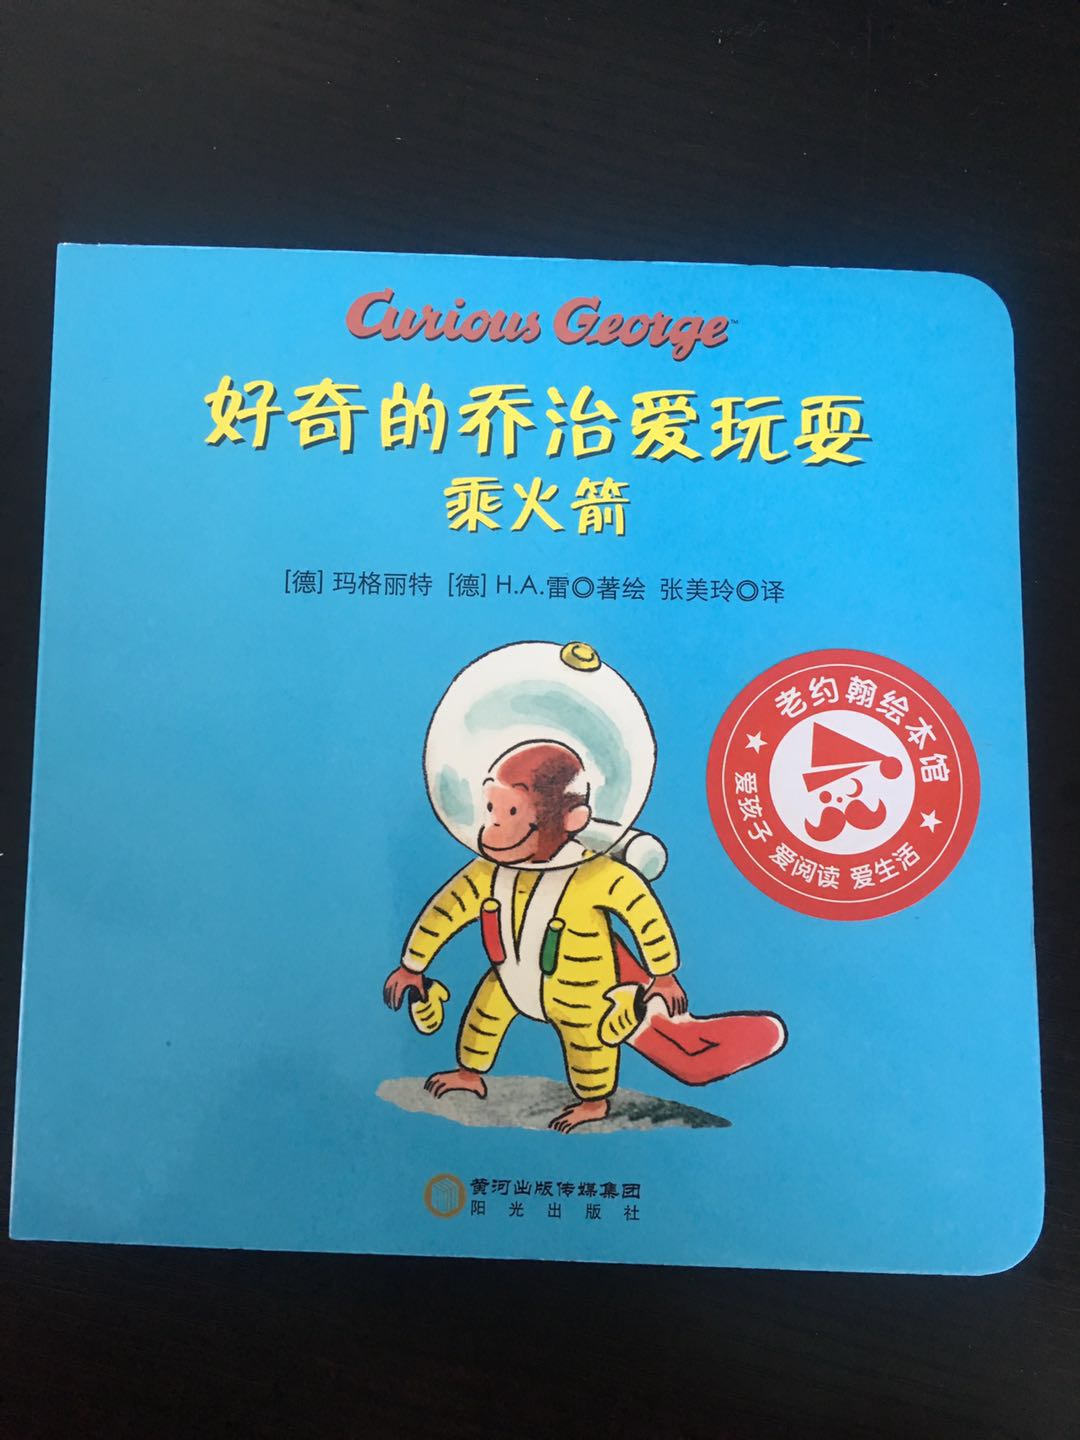 Curious George™
好奇的乔治爱玩耍
乘火箭
[德] 玛格丽特 [德] H.A.雷◎著绘 张美玲◎译
老约翰绘本馆
爱孩子 爱阅读 爱生活
黄河出版传媒集团
阳光出版社